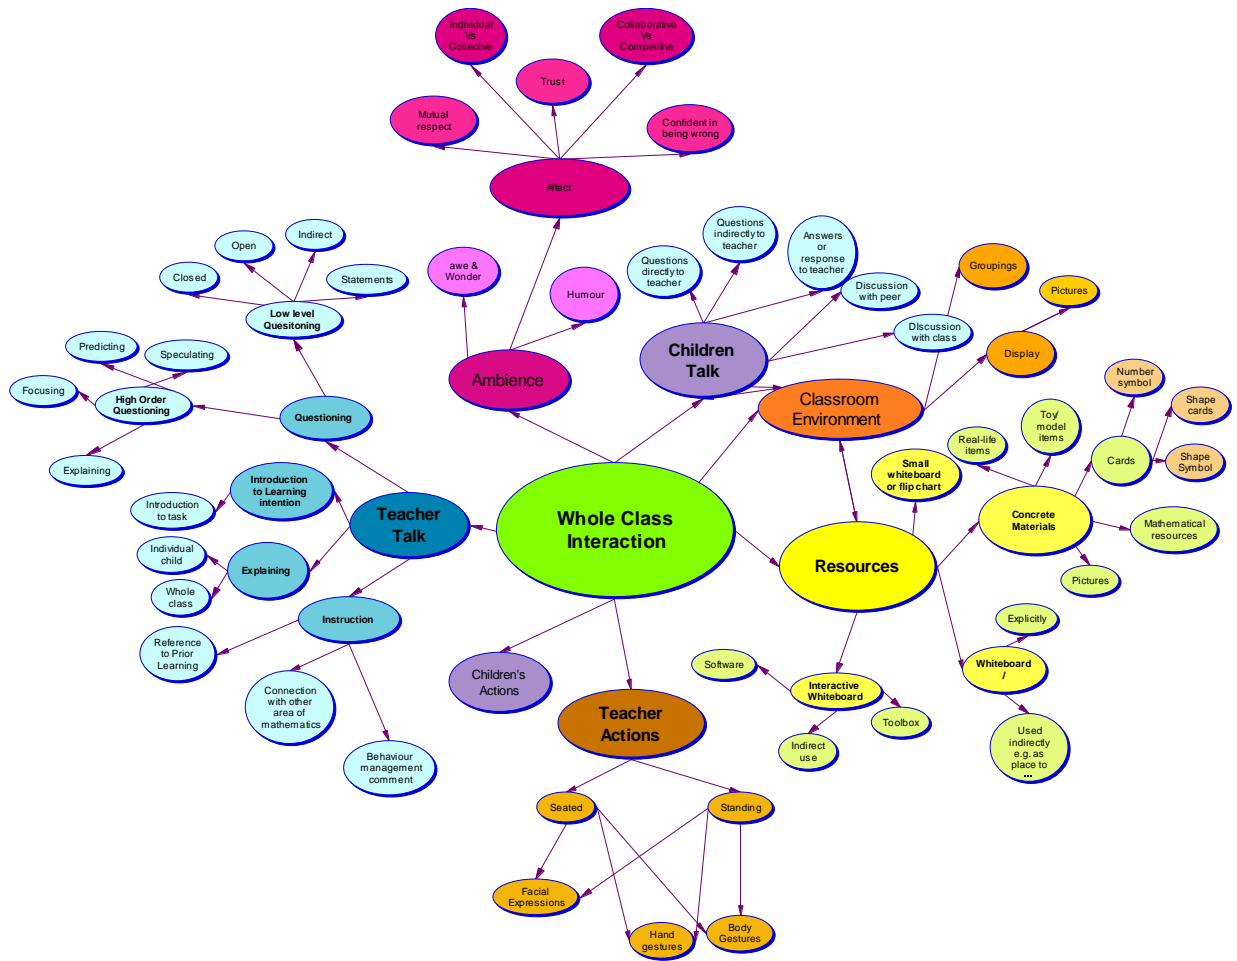 Individual
Vs
Collective
Collaborative
Vs
Competitive
Trust
Mutual
respect
Confident in
being wrong
Affect
Questions
indirectly to
teacher
Answers
or
response
to teacher
Questions
directly to
teacher
Discussion
with peer
DIscussion
with class
Groupings
Pictures
Display
Indirect
Open
Closed
Statements
Low level
Quesitoning
awe &
Wonder
Humour
Predicting
Speculating
Focusing
High Order
Questioning
Explaining
Questioning
Ambience
Children
Talk
Classroom
Environment
Number
symbol
Shape
cards
Shape
Symbol
Toy/
model
items
Real-life
items
Cards
Small
whiteboard
or flip chart
Concrete
Materials
Mathematical
resources
Pictures
Introduction
to Learning
intention
Introduction
to task
Individual
child
Explaining
Whole
class
Teacher
Talk
Whole Class
Interaction
Resources
Instruction
Reference
to Prior
Learning
Connection
with other
area of
mathematics
Behaviour
management
comment
Children's
Actions
Teacher
Actions
Software
Interactive
Whiteboard
Toolbox
Indirect
use
Explicitly
Whiteboard
/
Used
indirectly
e.g. as
place to
...
Seated
Standing
Facial
Expressions
Hand
gestures
Body
Gestures